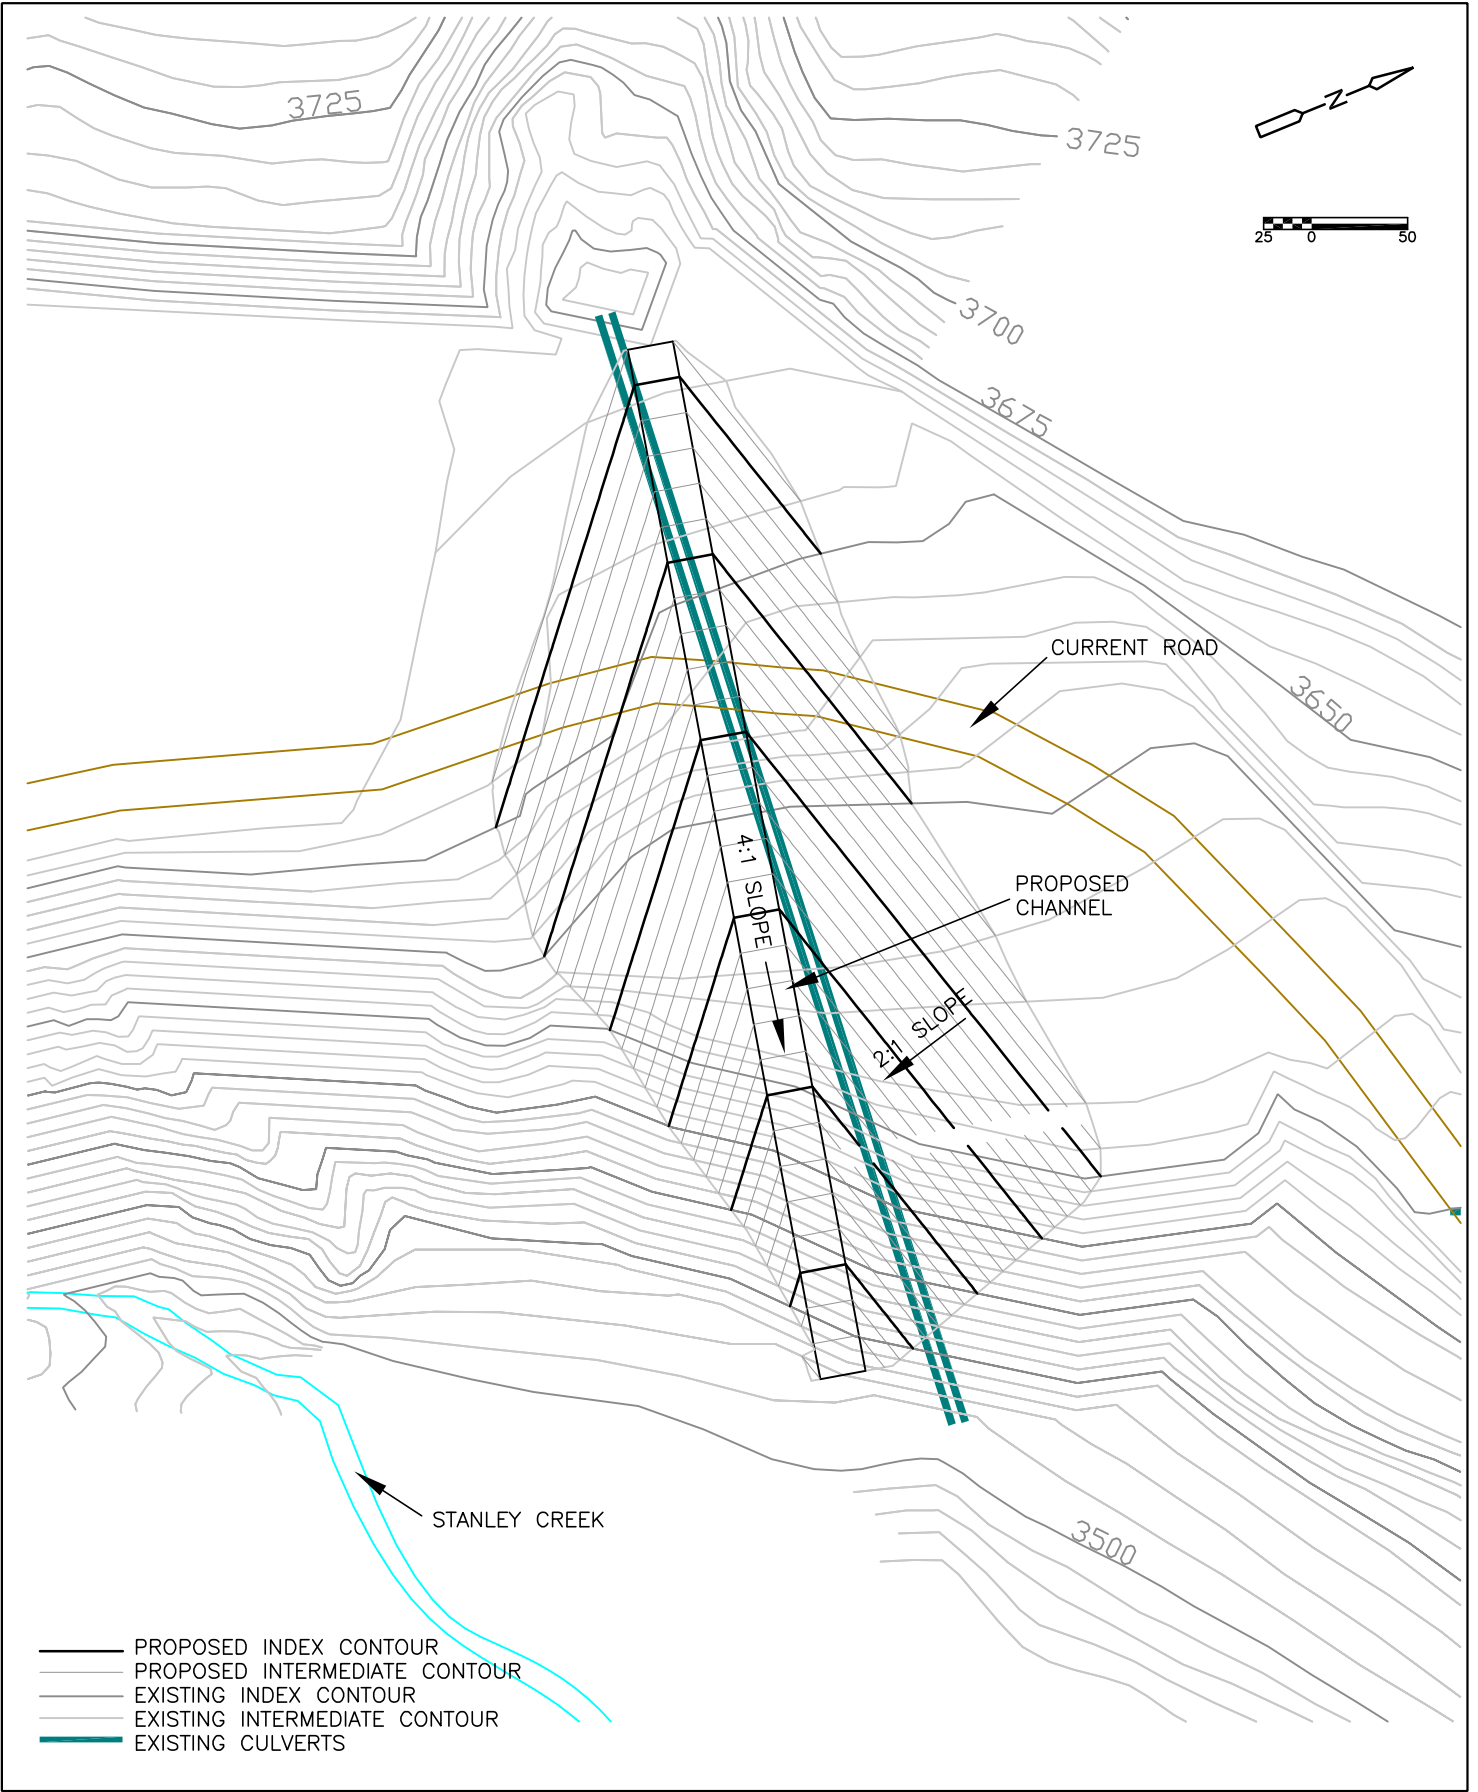 3725
3725
N
25 0 50
3700
3675
CURRENT ROAD
3650
4:1 SLOPE
PROPOSED
CHANNEL
2:1 SLOPE
STANLEY CREEK
3500
PROPOSED INDEX CONTOUR
PROPOSED INTERMEDIATE CONTOUR
EXISTING INDEX CONTOUR
EXISTING INTERMEDIATE CONTOUR
EXISTING CULVERTS